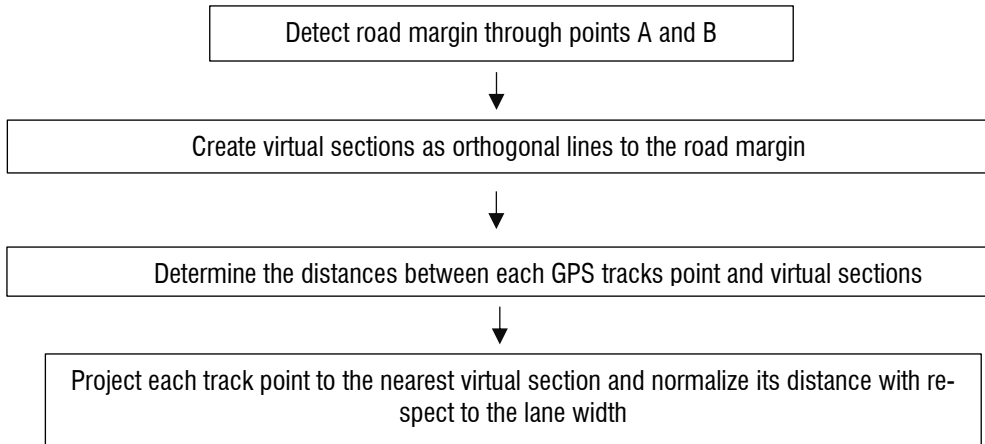 Detect road margin through points A and B
Create virtual sections as orthogonal lines to the road margin
Determine the distances between each GPS tracks point and virtual sections
Project each track point to the nearest virtual section and normalize its distance with re-
spect to the lane width